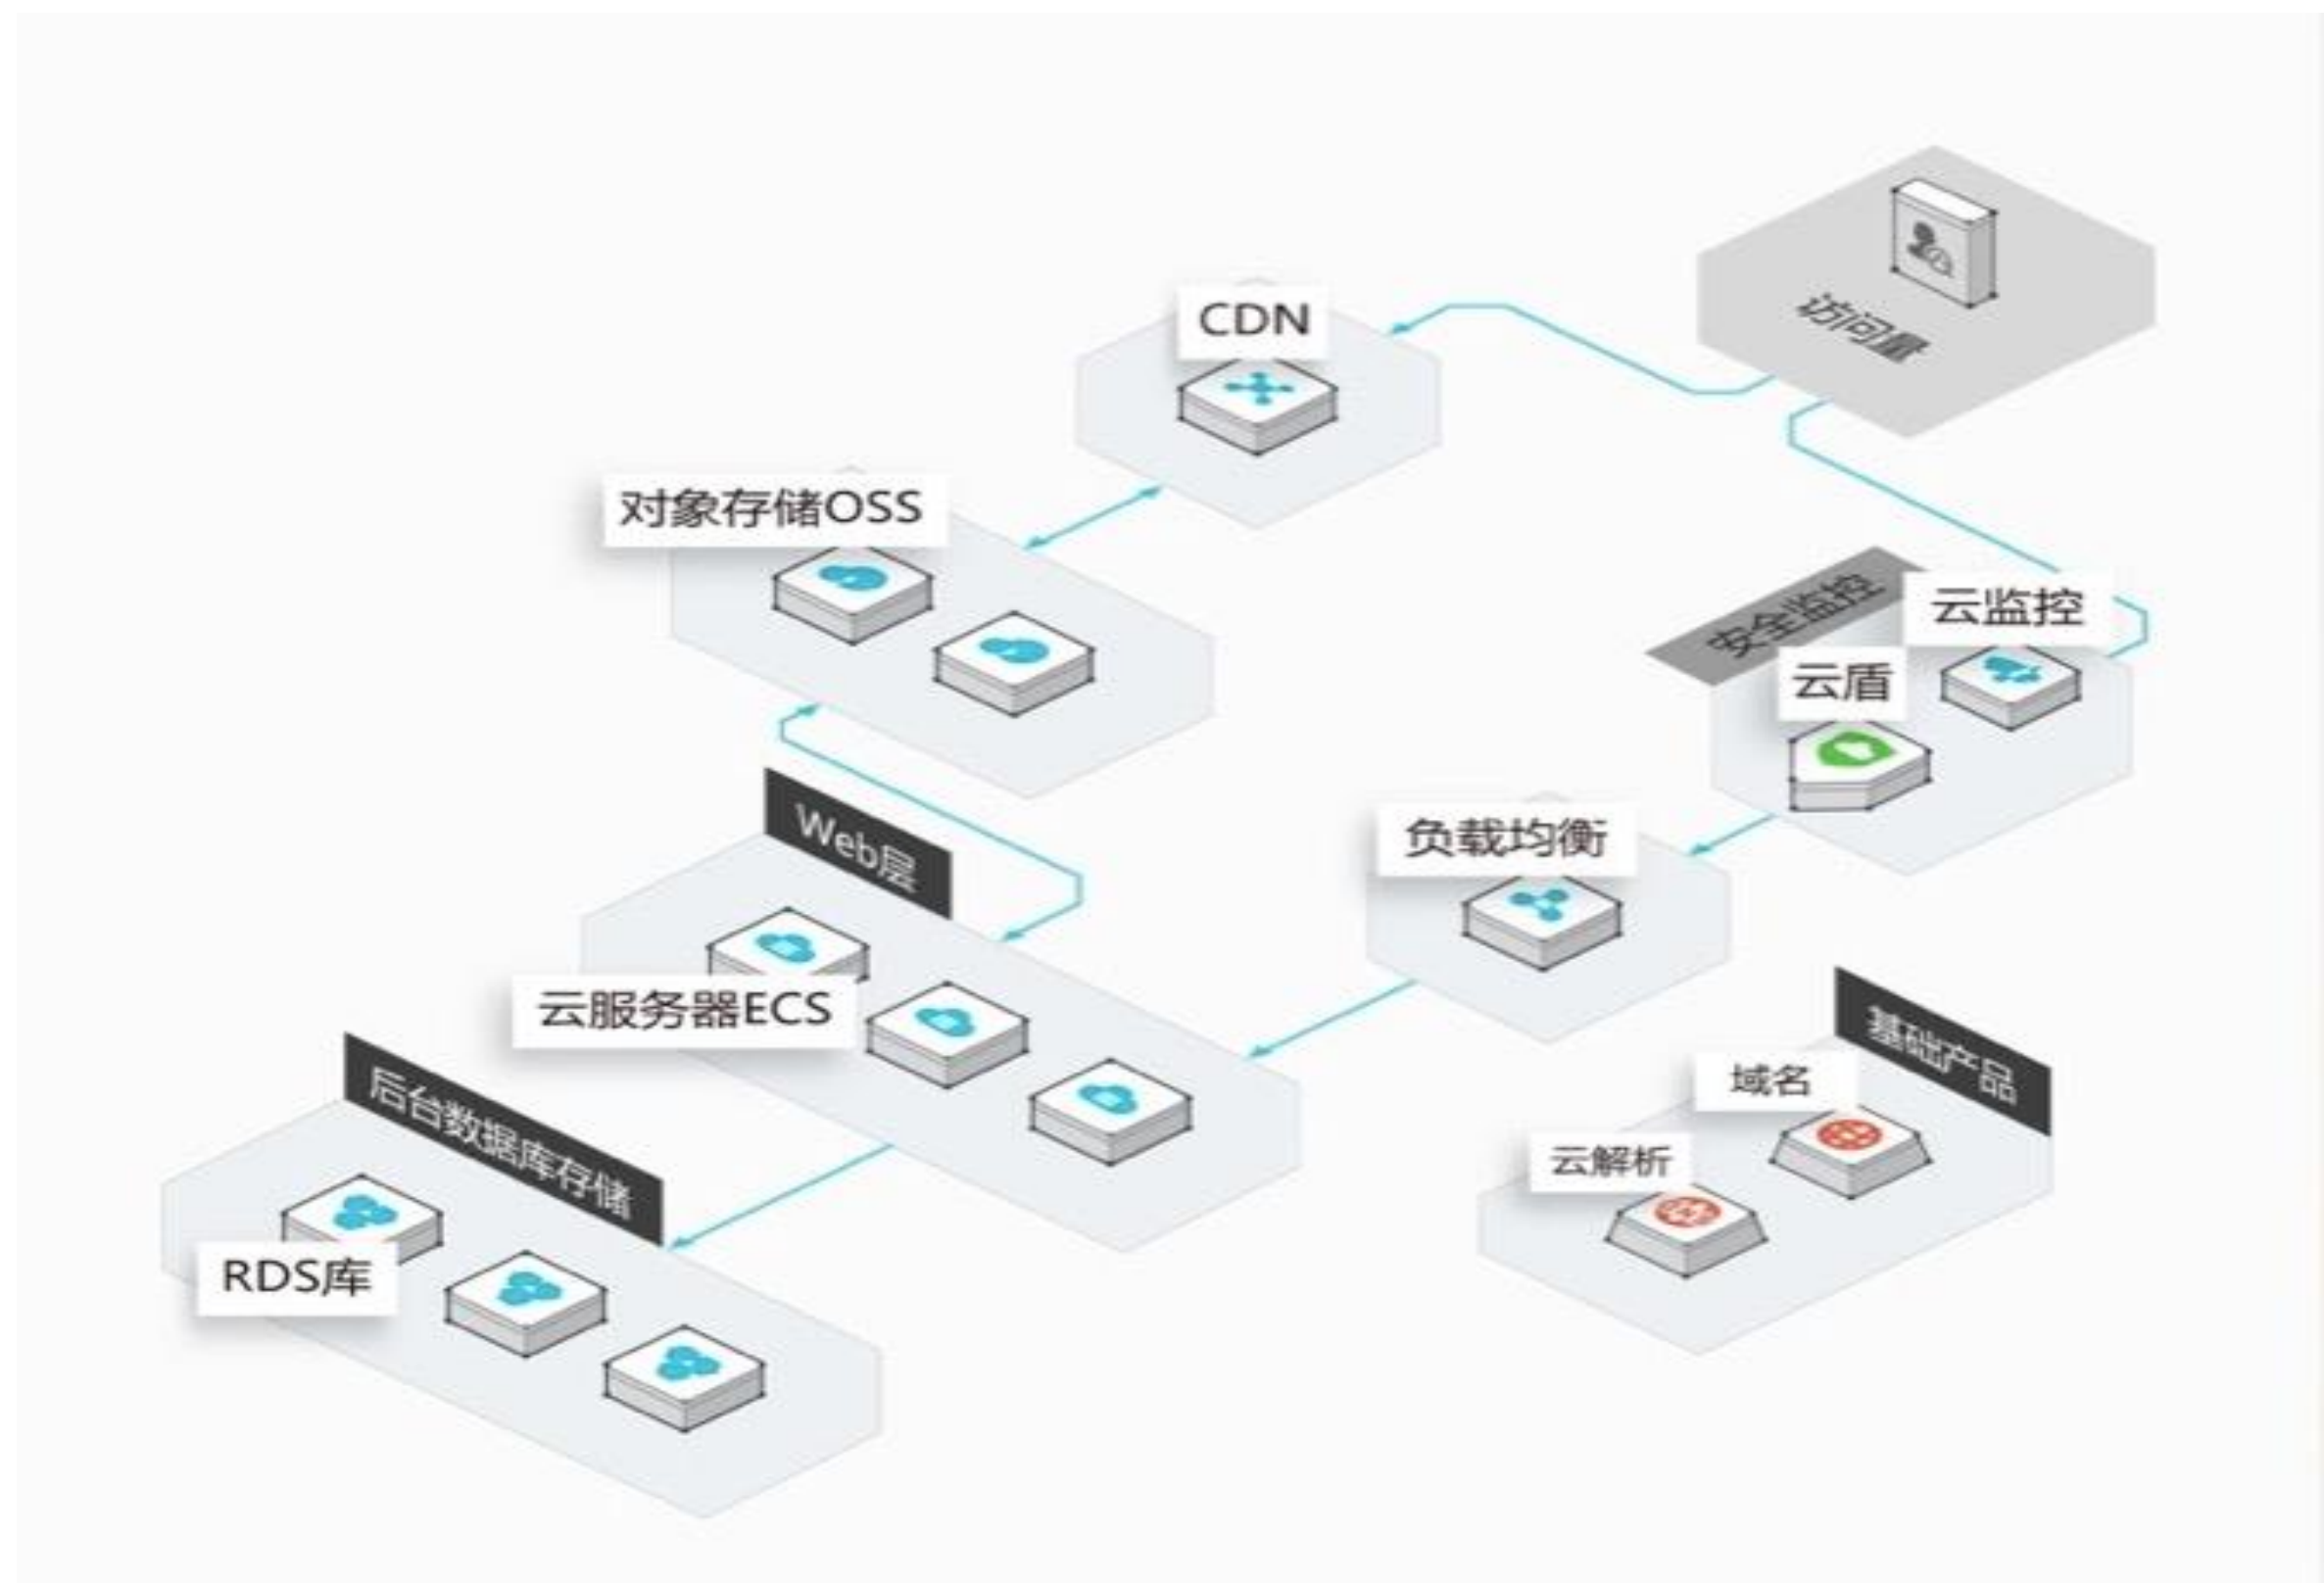 访问量
CDN
对象存储OSS
安全监控
云监控
云盾
Web层
负载均衡
云服务器ECS
基础产品
域名
云解析
后台数据库存储
RDS库